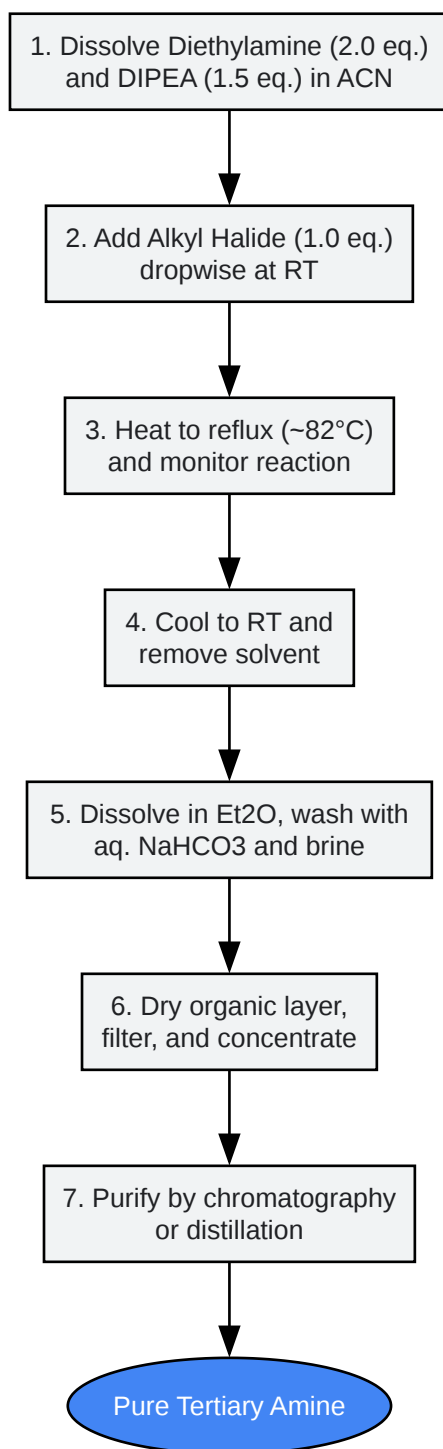 1. Dissolve Diethylamine (2.0 eq.)
and DIPEA (1.5 eq.) in ACN
2. Add Alkyl Halide (1.0 eq.)
dropwise at RT
3. Heat to reflux (~82°C)
and monitor reaction
4. Cool to RT and
remove solvent
5. Dissolve in Et2O, wash with
aq. NaHCO3 and brine
6. Dry organic layer,
filter, and concentrate
7. Purify by chromatography
or distillation
Pure Tertiary Amine